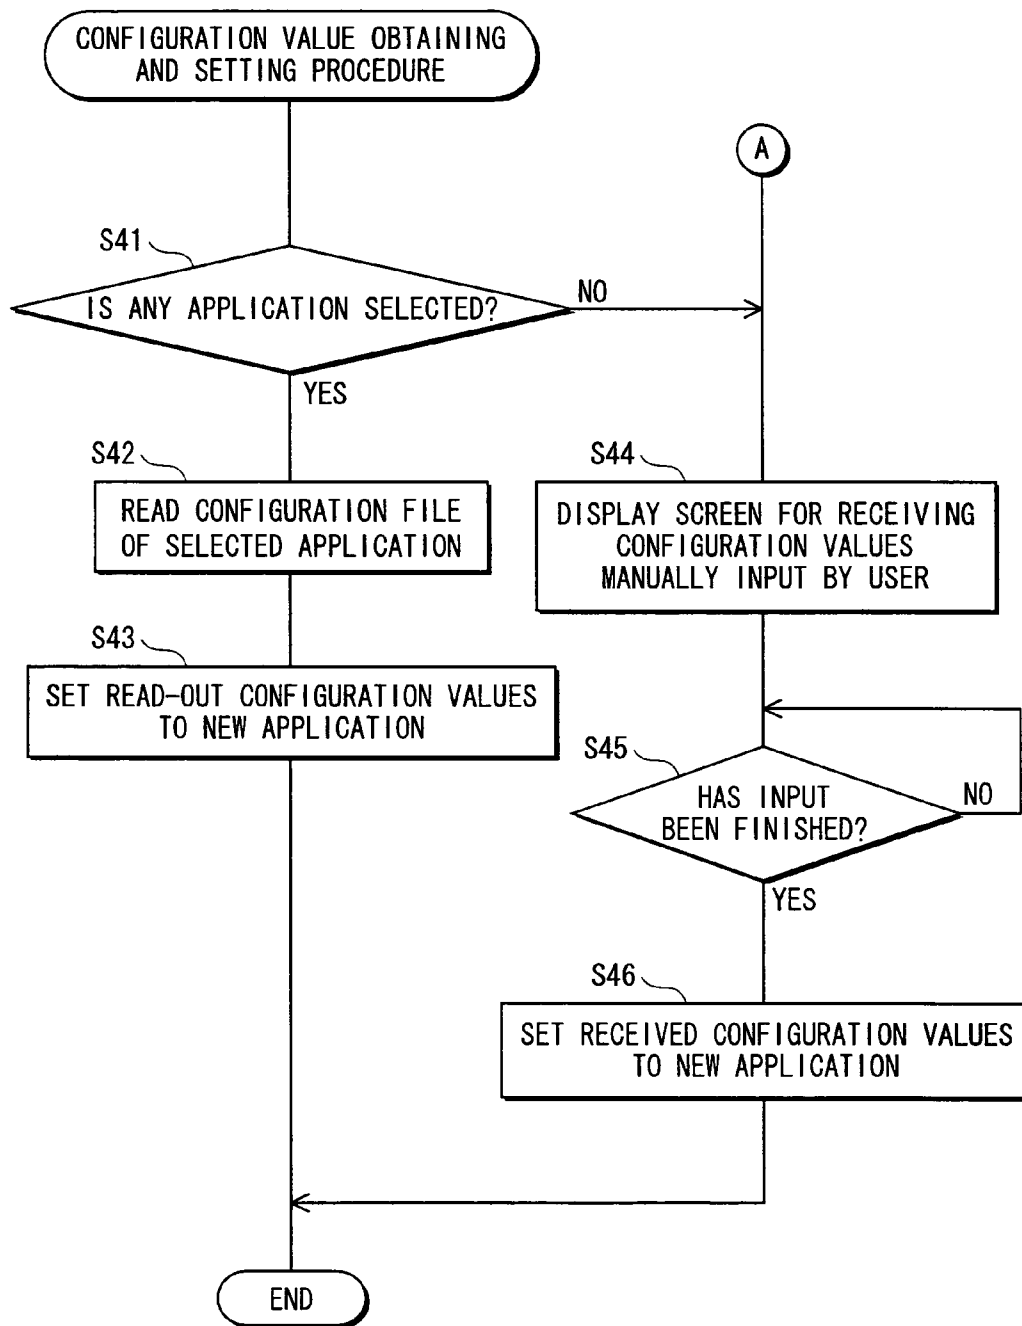 CONFIGURATION VALUE OBTAINING
AND SETTING PROCEDURE
A
S41
IS ANY APPLICATION SELECTED?
NO
YES
S42
READ CONFIGURATION FILE
OF SELECTED APPLICATION
S43
SET READ-OUT CONFIGURATION VALUES
TO NEW APPLICATION
S44
DISPLAY SCREEN FOR RECEIVING
CONFIGURATION VALUES
MANUALLY INPUT BY USER
S45
HAS INPUT
BEEN FINISHED?
NO
YES
S46
SET RECEIVED CONFIGURATION VALUES
TO NEW APPLICATION
END